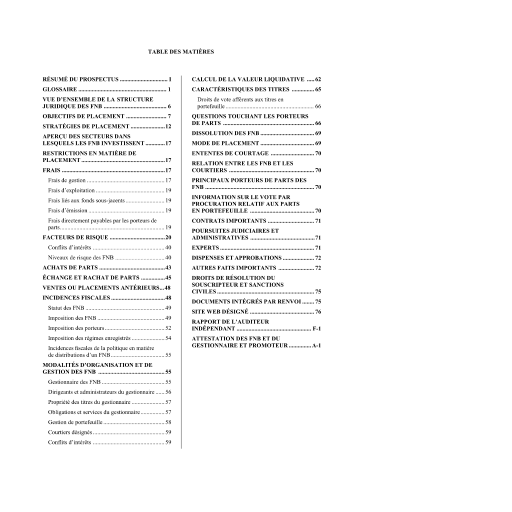 TABLE DES MATIÈRES
RÉSUMÉ DU PROSPECTUS ........................ 1
GLOSSAIRE ........................ 1
VUE D'ENSEMBLE DE LA STRUCTURE
JURIDIQUE DES FNB ........................ 6
OBJECTIFS DE PLACEMENT ........................ 7
STRATÉGIES DE PLACEMENT ........................ 12
APERÇU DES SECTEURS DANS
LESQUELS LES FNB INVESTISSENT ............ 17
RESTRICTIONS EN MATIÈRE DE
PLACEMENT ........................ 17
FRAIS ........................ 17
Frais de gestion ........................ 17
Frais d'exploitation ........................ 19
Frais liés aux fonds sous-jacents ........................ 19
Frais d'émission ........................ 19
Frais directement payables par les porteurs de
parts ........................ 19
FACTEURS DE RISQUE ........................ 20
Conflits d'intérêts ........................ 40
Niveaux de risque des FNB ........................ 40
ACHATS DE PARTS ........................ 43
ÉCHANGE ET RACHAT DE PARTS ............ 45
VENTES OU PLACEMENTS ANTÉRIEURS... 48
INCIDENCES FISCALES ........................ 48
Statut des FNB ........................ 49
Imposition des FNB ........................ 49
Imposition des porteurs ........................ 52
Imposition des régimes enregistrés ........................ 54
Incidences fiscales de la politique en matière
de distributions d'un FNB ........................ 55
MODALITÉS D'ORGANISATION ET DE
GESTION DES FNB ........................ 55
Gestionnaire des FNB ........................ 55
Dirigeants et administrateurs du gestionnaire ...... 56
Propriété des titres du gestionnaire ........................ 57
Obligations et services du gestionnaire ................ 57
Gestion de portefeuille ........................ 58
Courtiers désignés ........................ 59
Conflits d'intérêts ........................ 59
CALCUL DE LA VALEUR LIQUIDATIVE .... 62
CARACTÉRISTIQUES DES TITRES ............ 65
Droits de vote afférents aux titres en
portefeuille ........................ 66
QUESTIONS TOUCHANT LES PORTEURS
DE PARTS ........................ 66
DISSOLUTION DES FNB ........................ 69
MODE DE PLACEMENT ........................ 69
ENTENTES DE COURTAGE ........................ 70
RELATION ENTRE LES FNB ET LES
COURTIERS ........................ 70
PRINCIPAUX PORTEURS DE PARTS DES
FNB ........................ 70
INFORMATION SUR LE VOTE PAR
PROCURATION RELATIF AUX PARTS
EN PORTEFEUILLE ........................ 70
CONTRATS IMPORTANTS ........................ 71
POURSUITES JUDICIAIRES ET
ADMINISTRATIVES ........................ 71
EXPERTS ........................ 71
DISPENSES ET APPROBATIONS ............ 72
AUTRES FAITS IMPORTANTS ............ 72
DROITS DE RÉSOLUTION DU
SOUSCRIPTEUR ET SANCTIONS
CIVILES ........................ 75
DOCUMENTS INTÉGRÉS PAR RENVOI ...... 75
SITE WEB DÉSIGNÉ ........................ 76
RAPPORT DE L'AUDITEUR
INDÉPENDANT ........................ F-1
ATTESTATION DES FNB ET DU
GESTIONNAIRE ET PROMOTEUR ............ A-1